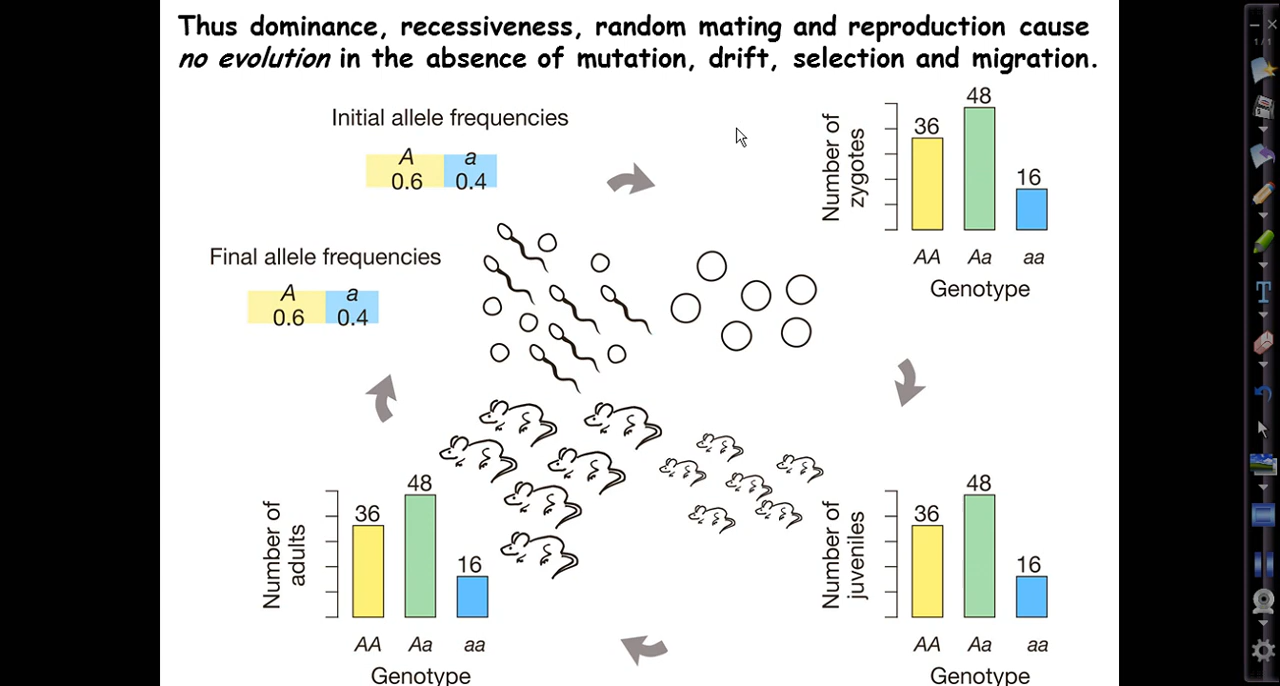 Thus dominance, recessiveness, random mating and reproduction cause
no evolution in the absence of mutation, drift, selection and migration.
Initial allele frequencies
A a
0.6 0.4
Final allele frequencies
A a
0.6 0.4
Number of
zygotes
36 48 16
AA Aa aa
Genotype
Number of
adults
36 48 16
AA Aa aa
Genotype
Number of
juveniles
36 48 16
AA Aa aa
Genotype
1/1
T